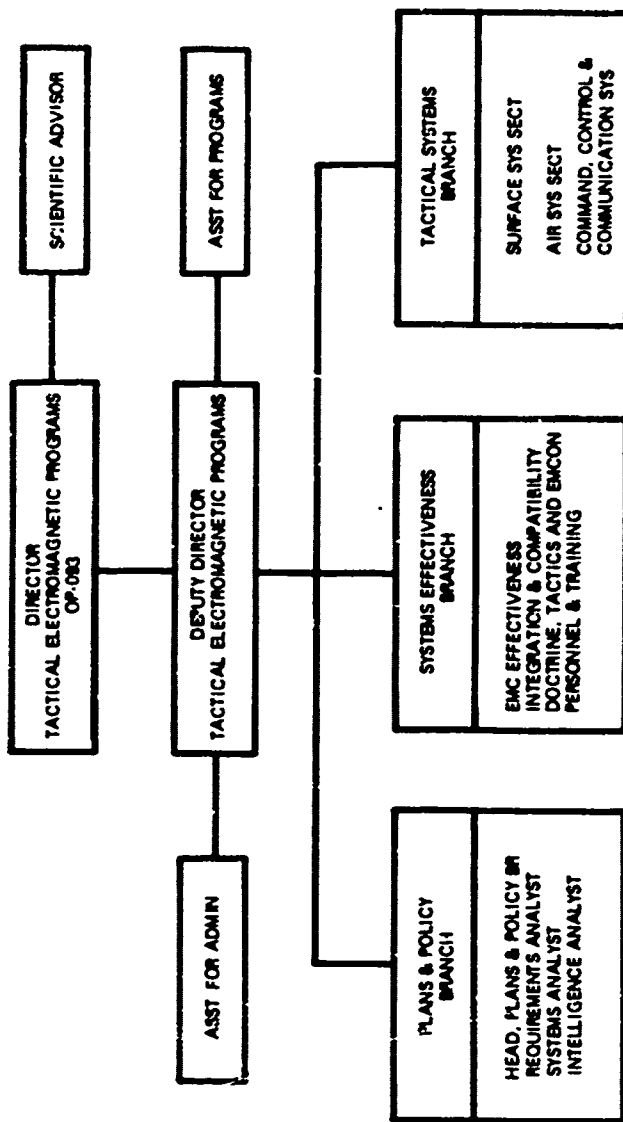 DIRECTOR
OP-093
TACTICAL ELECTROMAGNETIC PROGRAMS
SCIENTIFIC ADVISOR
ASST FOR ADMIN
DEPUTY DIRECTOR
TACTICAL ELECTROMAGNETIC PROGRAMS
ASST FOR PROGRAMS
PLANS & POLICY
BRANCH
HEAD, PLANS & POLICY BR
REQUIREMENTS ANALYST
SYSTEMS ANALYST
INTELLIGENCE ANALYST
SYSTEMS EFFECTIVENESS
BRANCH
EMC EFFECTIVENESS
INTEGRATION & COMPATIBILITY
DOCTRINE, TACTICS AND EMCON
PERSONNEL & TRAINING
TACTICAL SYSTEMS
BRANCH
SURFACE SYS SECT
AIR SYS SECT
COMMAND, CONTROL &
COMMUNICATION SYS